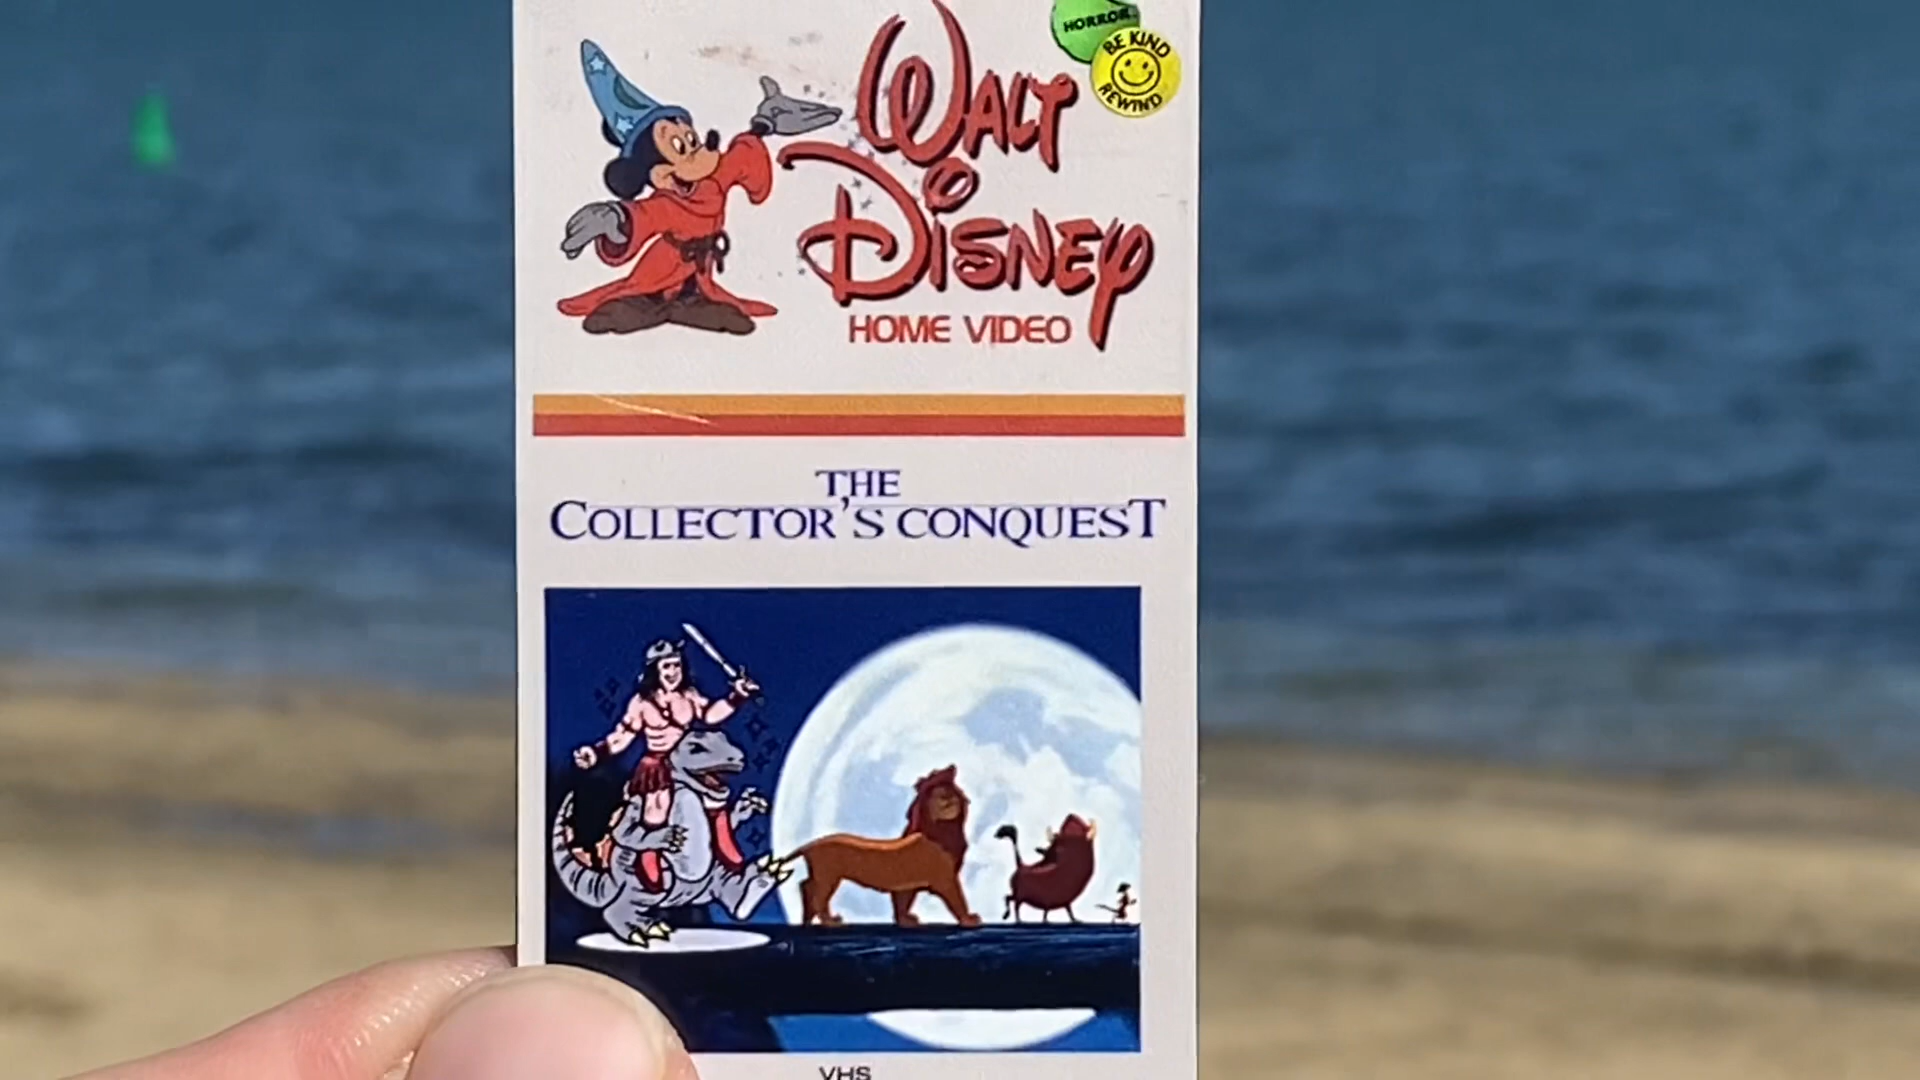 HORROR
BE KIND
REWIND
WALT
DISNEY
HOME VIDEO
THE
COLLECTOR'S CONQUEST
VHS